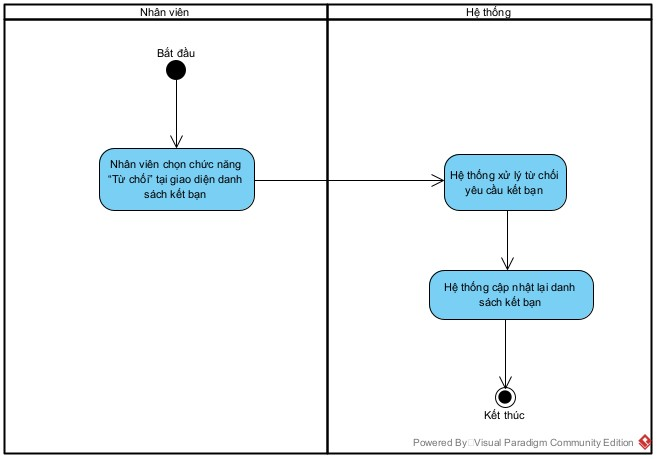 Nhân viên
Hệ thống
Bắt đầu
Nhân viên chọn chức năng
“Từ chối” tại giao diện danh
sách kết bạn
Hệ thống xử lý từ chối
yêu cầu kết bạn
Hệ thống cập nhật lại danh
sách kết bạn
Kết thúc
Powered By Visual Paradigm Community Edition